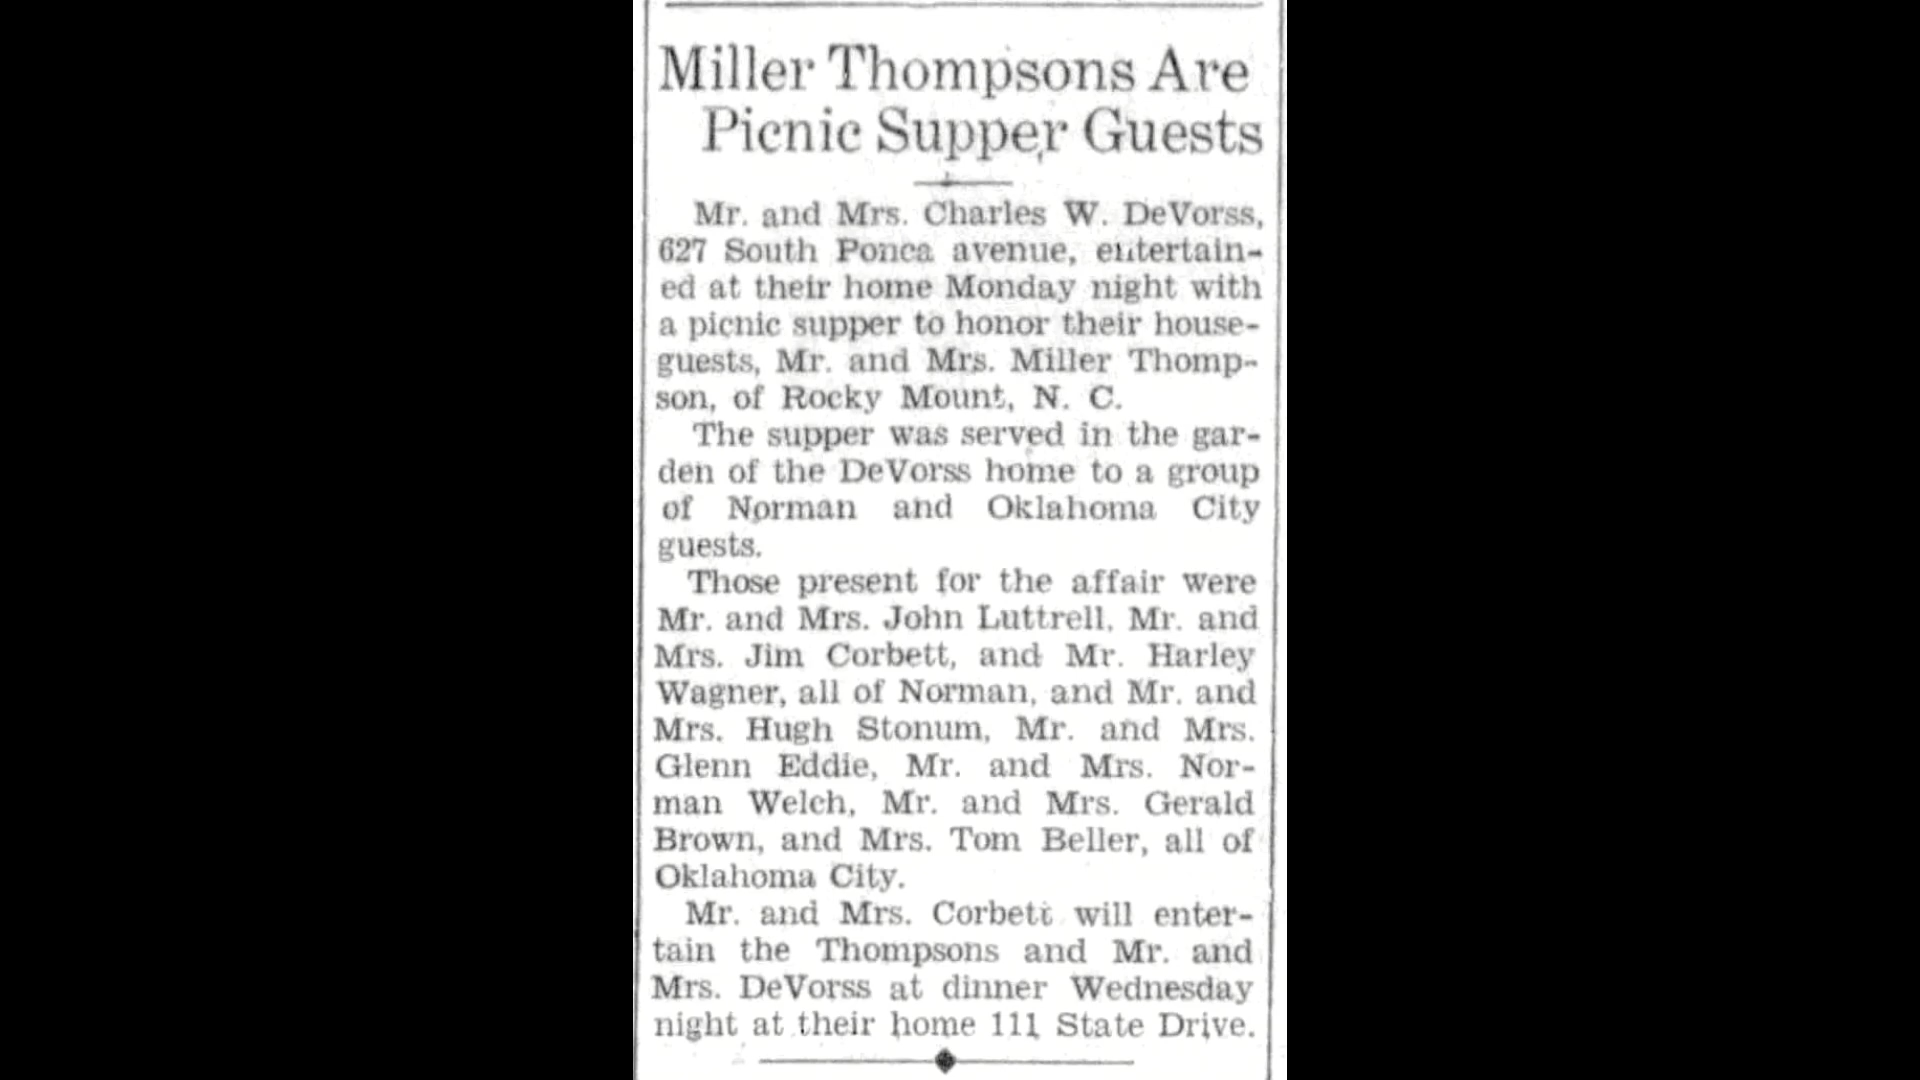 Miller Thompsons Are
Picnic Supper Guests
Mr. and Mrs. Charles W. DeVorss,
627 South Ponca avenue, entertain-
ed at their home Monday night with
a picnic supper to honor their house-
guests, Mr. and Mrs. Miller Thomp-
son, of Rocky Mount, N. C.
The supper was served in the gar-
den of the DeVorss home to a group
of Norman and Oklahoma City
guests.
Those present for the affair were
Mr. and Mrs. John Luttrell, Mr. and
Mrs. Jim Corbett, and Mr. Harley
Wagner, all of Norman, and Mr. and
Mrs. Hugh Stonum, Mr. and Mrs.
Glenn Eddie, Mr. and Mrs. Nor-
man Welch, Mr. and Mrs. Gerald
Brown, and Mrs. Tom Beller, all of
Oklahoma City.
Mr. and Mrs. Corbett will enter-
tain the Thompsons and Mr. and
Mrs. DeVorss at dinner Wednesday
night at their home 111 State Drive.